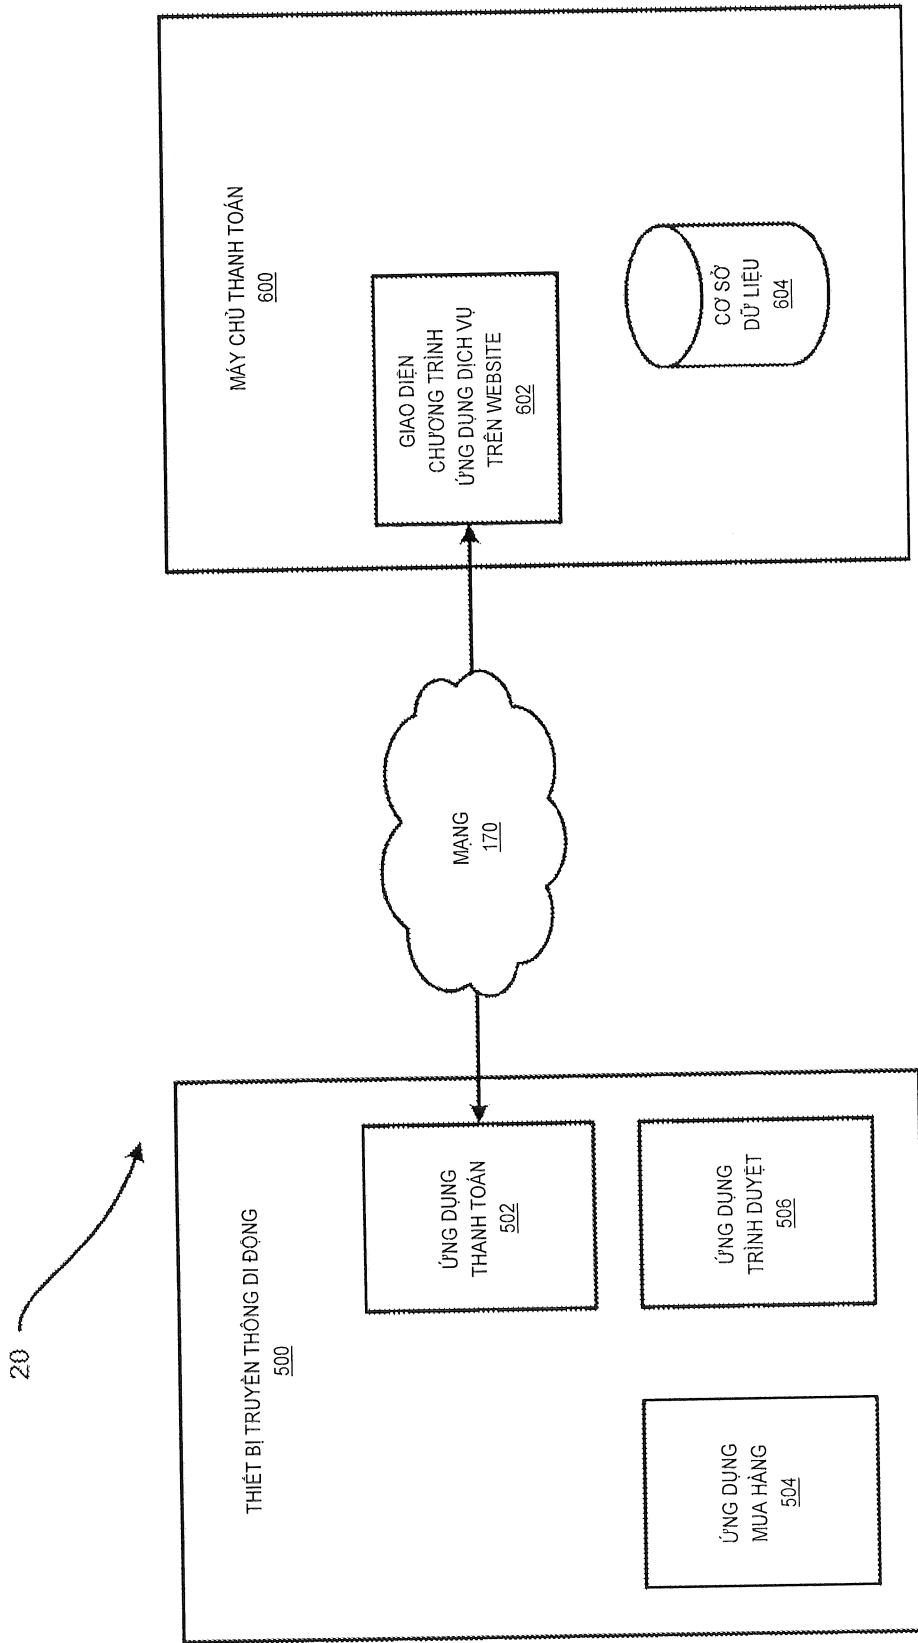 20
THIẾT BỊ TRUYỀN THÔNG DI ĐỘNG
500
ỨNG DỤNG
THANH TOÁN
502
ỨNG DỤNG
MUA HÀNG
504
ỨNG DỤNG
TRÌNH DUYỆT
506
MẠNG
170
MÁY CHỦ THANH TOÁN
600
GIAO DIỆN
CHƯƠNG TRÌNH
ỨNG DỤNG DỊCH VỤ
TRÊN WEBSITE
602
CƠ SỞ
DỮ LIỆU
604